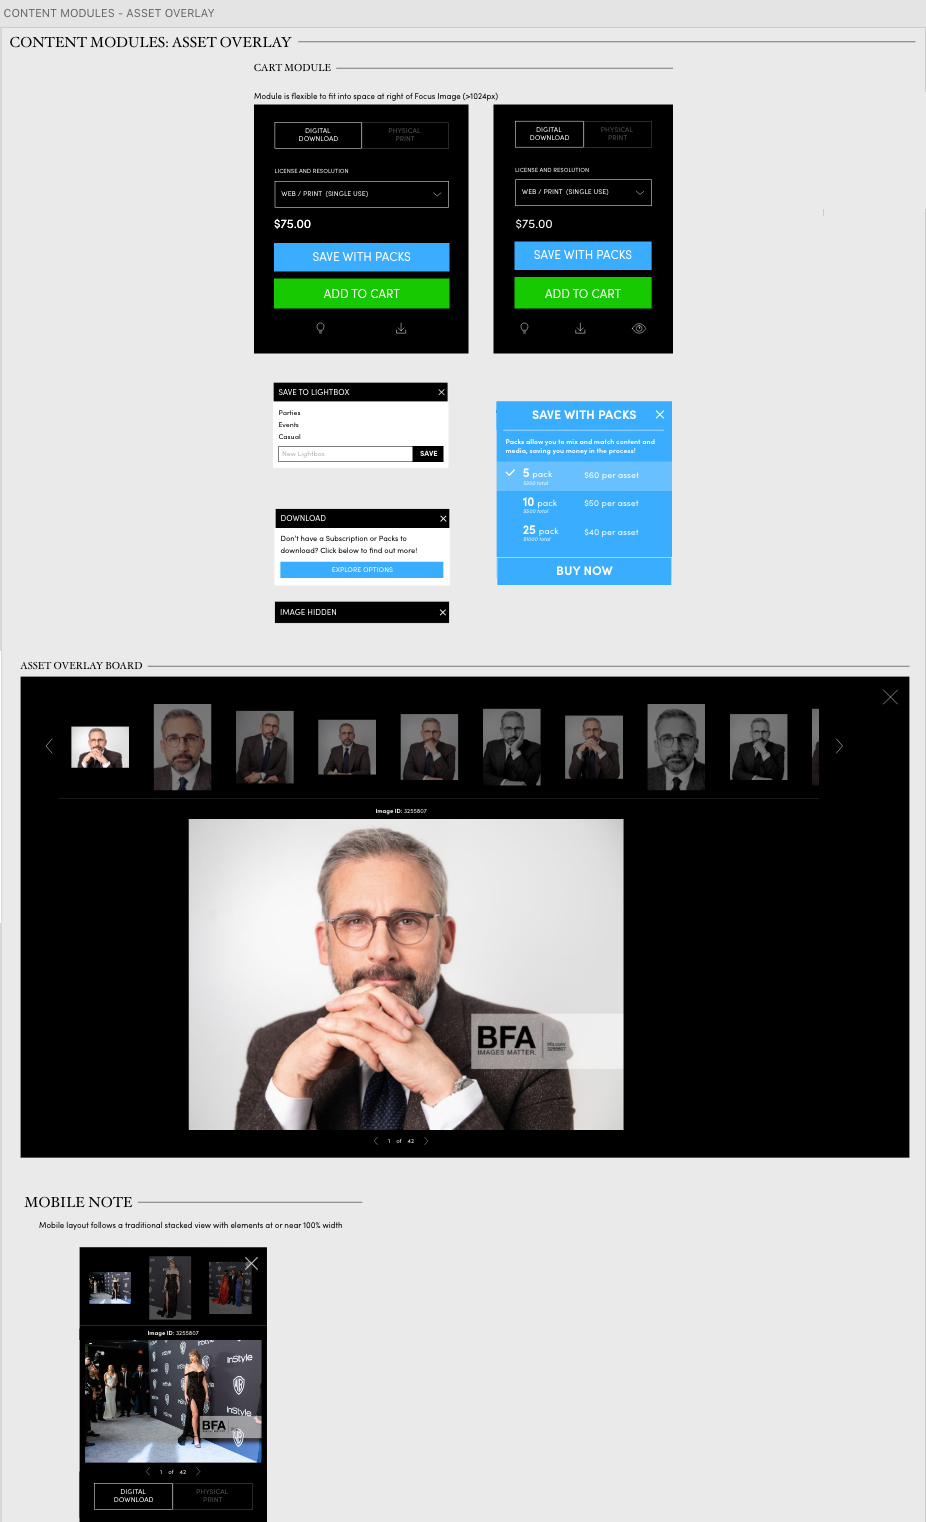 CONTENT MODULES - ASSET OVERLAY
CONTENT MODULES: ASSET OVERLAY
CART MODULE
Module is flexible to fit into space at right of Focus Image (>1024px)
DIGITAL
DOWNLOAD
PHYSICAL
PRINT
LICENSE AND RESOLUTION
WEB / PRINT (SINGLE USE)
$75.00
SAVE WITH PACKS
ADD TO CART
DIGITAL
DOWNLOAD
PHYSICAL
PRINT
LICENSE AND RESOLUTION
WEB / PRINT (SINGLE USE)
$75.00
SAVE WITH PACKS
ADD TO CART
SAVE TO LIGHTBOX
Parties
Events
Casual
New Lightbox
SAVE
DOWNLOAD
Don't have a Subscription or Packs to
download? Click below to find out more!
EXPLORE OPTIONS
IMAGE HIDDEN
SAVE WITH PACKS
Packs allow you to mix and match content and
media, saving you money in the process!
5 pack $60 per asset
$300 total
10 pack $50 per asset
$500 total
25 pack $40 per asset
$1000 total
BUY NOW
ASSET OVERLAY BOARD
Image ID: 3255807
BFA
IMAGES MATTER.
1 of 42
MOBILE NOTE
Mobile layout follows a traditional stacked view with elements at or near 100% width
Image ID: 3255807
InStyle
InStyle
BFA
1 of 42
DIGITAL
DOWNLOAD
PHYSICAL
PRINT